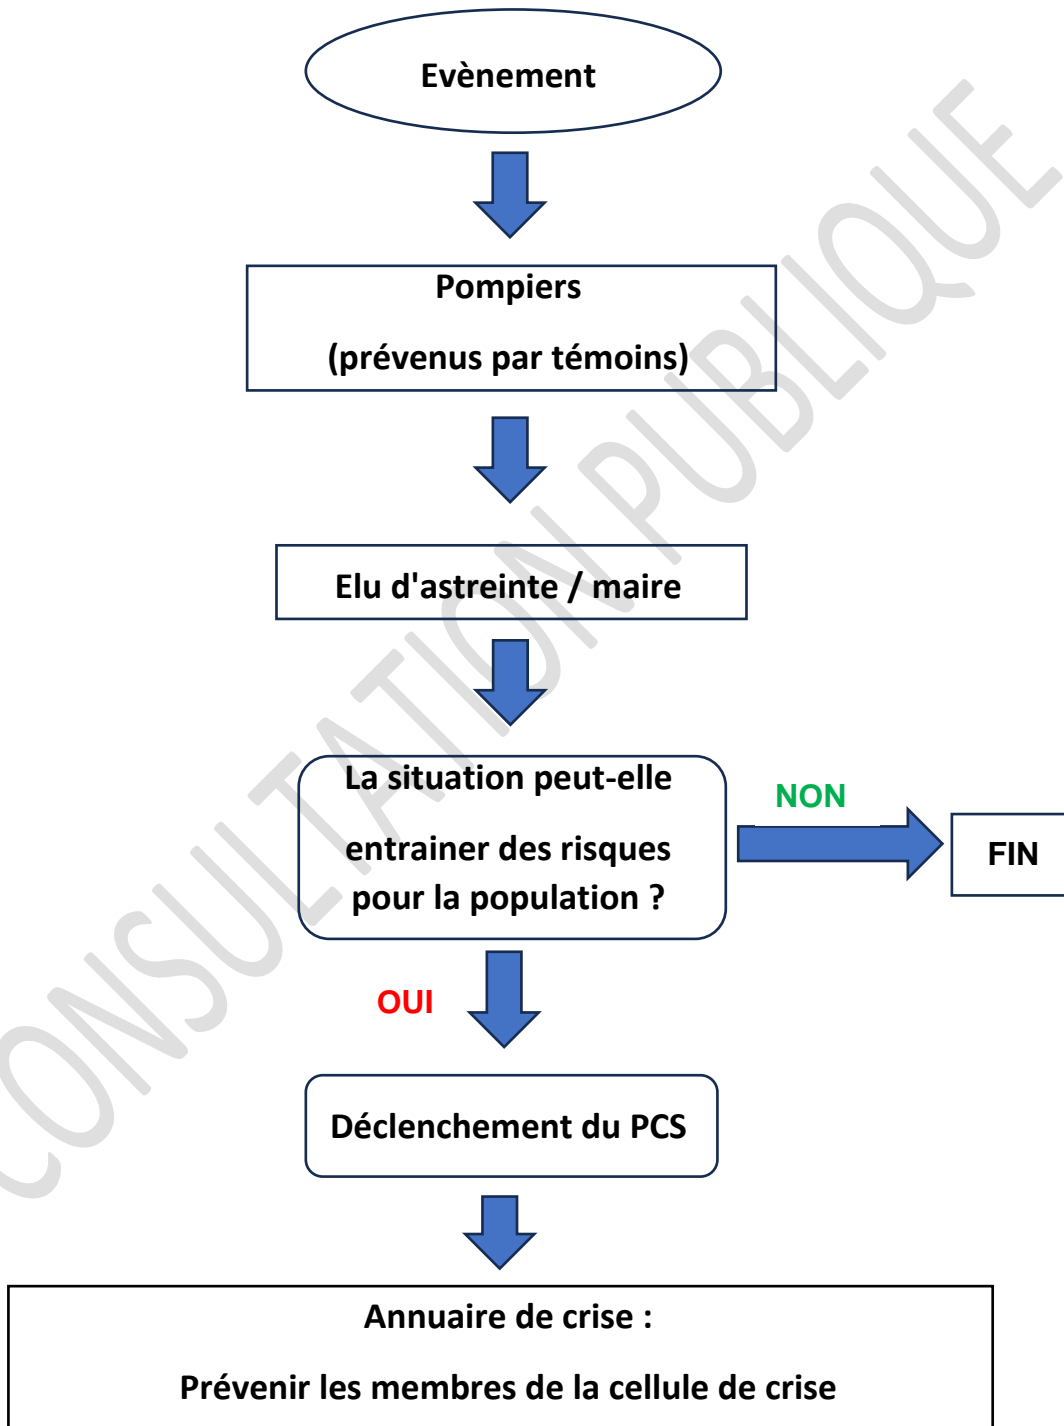 Evènement
Pompiers
(prévenus par témoins)
Elu d'astreinte / maire
La situation peut-elle
entrainer des risques
pour la population ?
NON
FIN
OUI
Déclenchement du PCS
Annuaire de crise :
Prévenir les membres de la cellule de crise
CONSULTATION PUBLIQUE